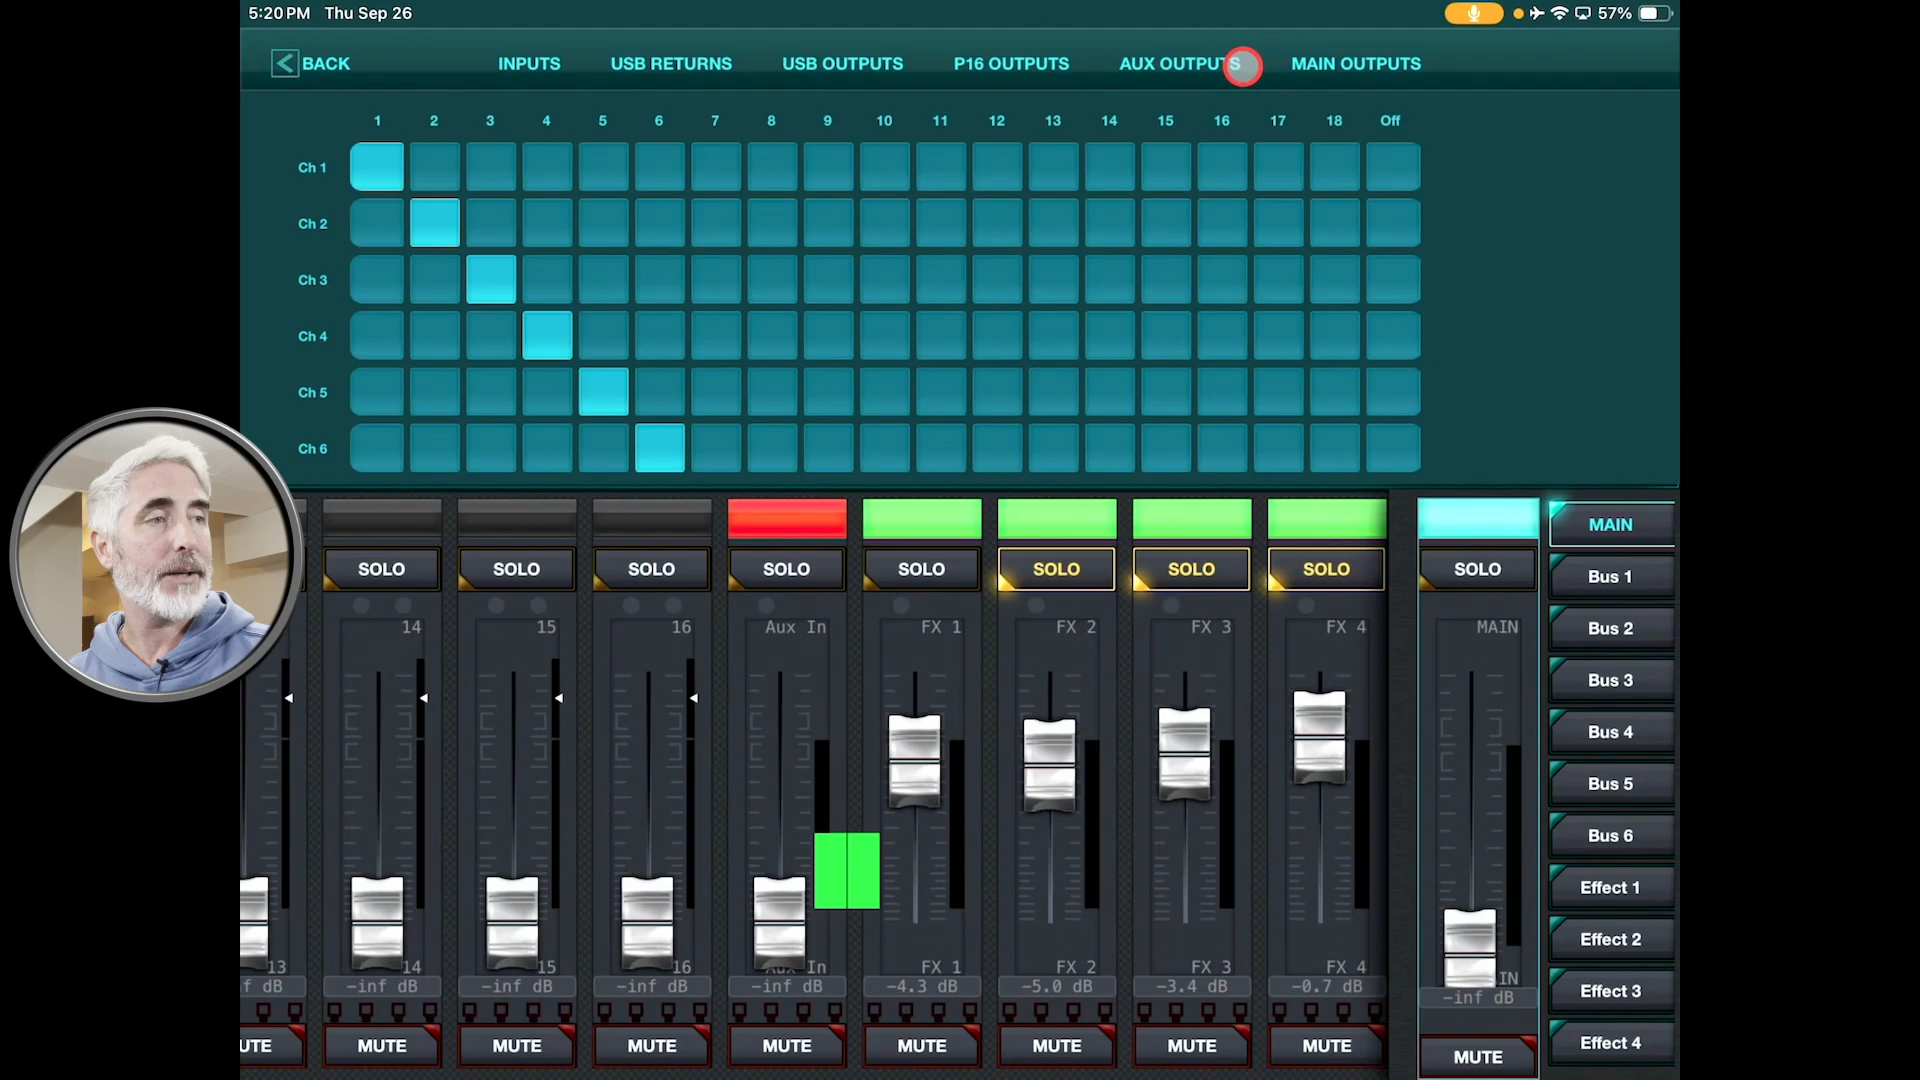 5:20 PM Thu Sep 26
57%
BACK INPUTS USB RETURNS USB OUTPUTS P16 OUTPUTS AUX OUTPUTS MAIN OUTPUTS
1 2 3 4 5 6 7 8 9 10 11 12 13 14 15 16 17 18 Off
Ch 1
Ch 2
Ch 3
Ch 4
Ch 5
Ch 6
SOLO SOLO SOLO SOLO SOLO SOLO SOLO SOLO SOLO
14 15 16 Aux In FX 1 FX 2 FX 3 FX 4 MAIN
13 14 15 16 Aux In FX 1 FX 2 FX 3 FX 4 IN
f dB -inf dB -inf dB -inf dB -inf dB -4.3 dB -5.0 dB -3.4 dB -0.7 dB -inf dB
UTE MUTE MUTE MUTE MUTE MUTE MUTE MUTE MUTE MUTE
MAIN
Bus 1
Bus 2
Bus 3
Bus 4
Bus 5
Bus 6
Effect 1
Effect 2
Effect 3
Effect 4